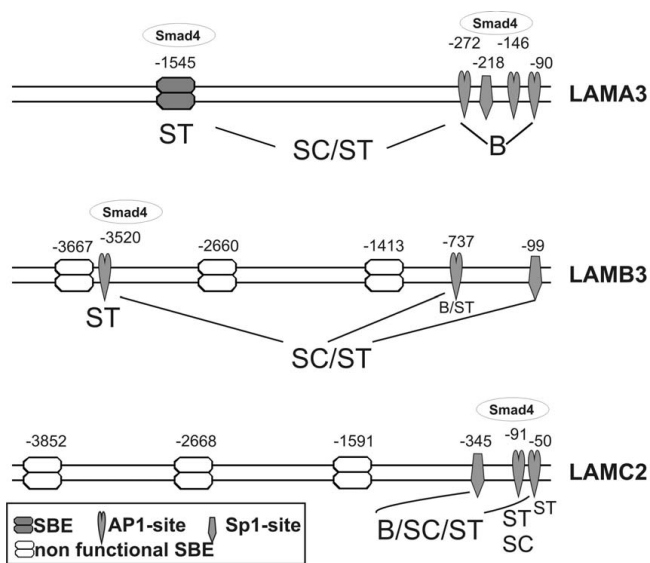 Smad4 Smad4
-1545 -272 -218 -146 -90
LAMA3
ST SC/ST B
Smad4
-3667 -3520 -2660 -1413 -737 -99
LAMB3
ST B/ST
SC/ST
Smad4
-3852 -2668 -1591 -345 -91 -50
LAMC2
B/SC/ST ST ST
SC
SBE AP1-site Sp1-site
non functional SBE